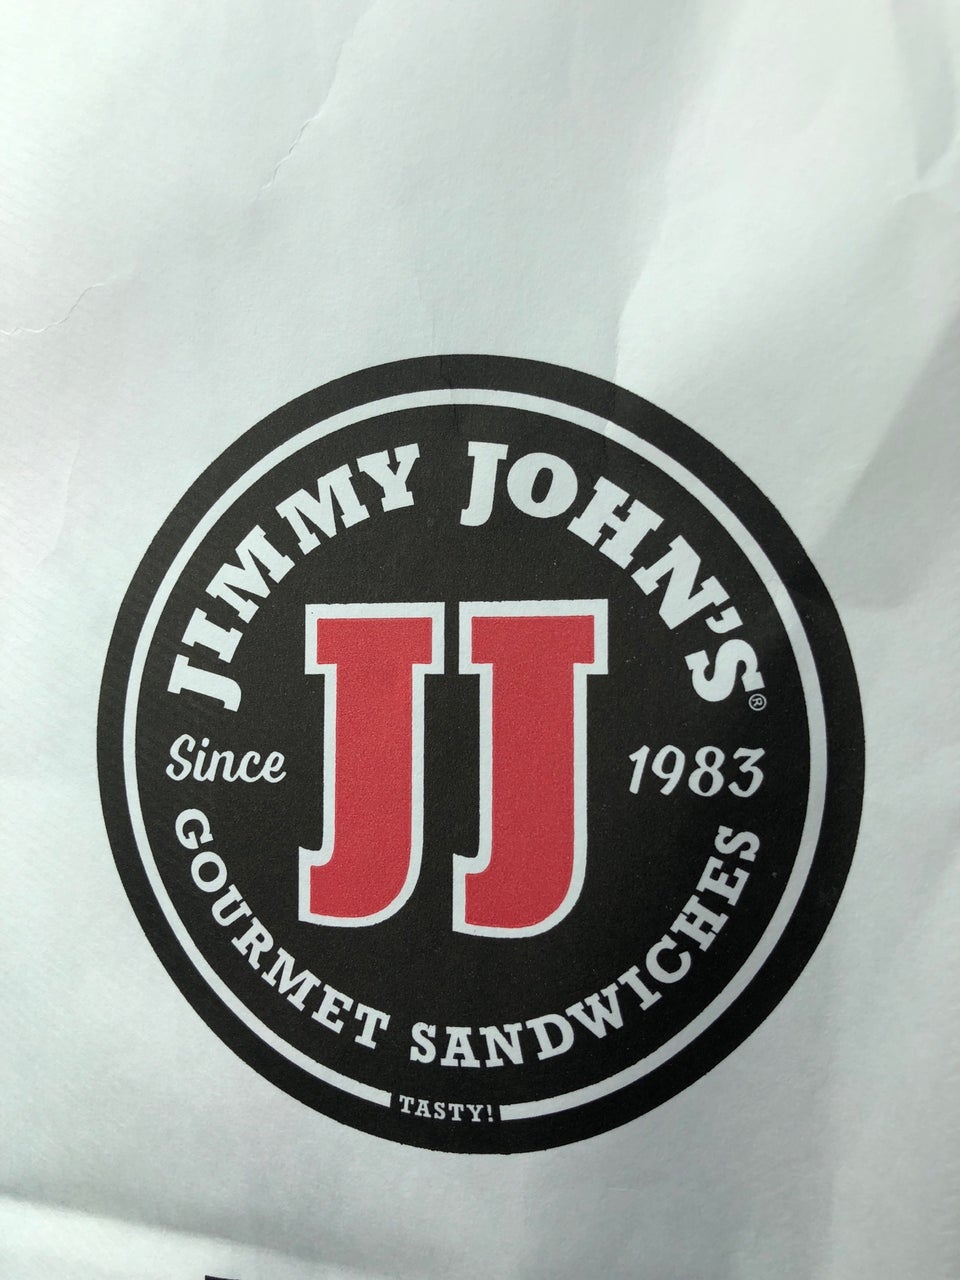 JIMMY JOHN'S®
JJ
Since 1983
GOURMET SANDWICHES
TASTY!